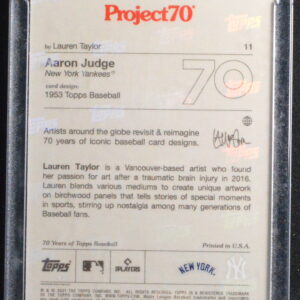 Project70®
by Lauren Taylor 11
Aaron Judge
New York Yankees®
card design:
1953 Topps Baseball
70
Artists around the globe revisit & reimagine
70 years of iconic baseball card designs.
Lauren Taylor is a Vancouver-based artist who
found her passion for art after a traumatic brain injury in 2016.
Lauren blends various mediums to create unique artwork
on birchwood panels that tells stories of special moments
in sports, stirring up nostalgia among many generations of
Baseball fans.
70 Years of Topps Baseball Printed in U.S.A.
Topps PLAYERS NEW YORK NY